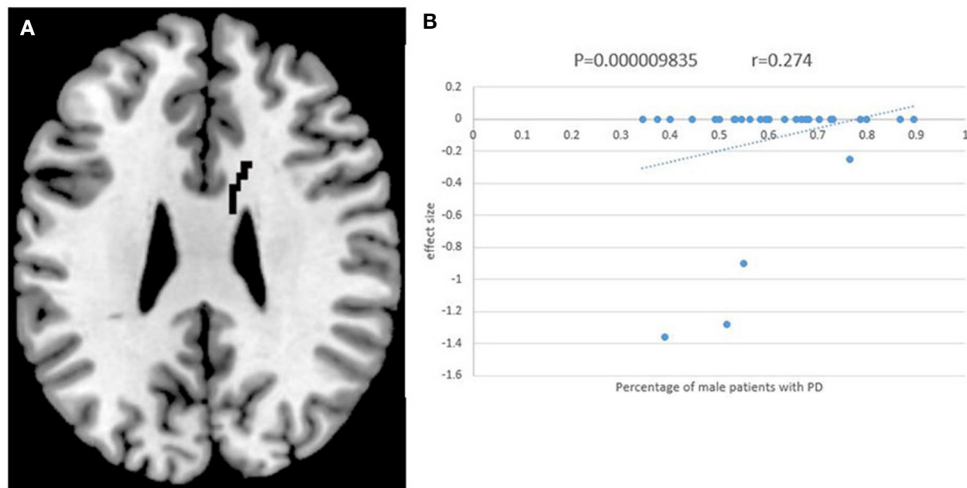 A
B
P=0.000009835 r=0.274
0.2
0
-0.2
-0.4
-0.6
-0.8
-1
-1.2
-1.4
-1.6
0 0.1 0.2 0.3 0.4 0.5 0.6 0.7 0.8 0.9 1
effect size
Percentage of male patients with PD